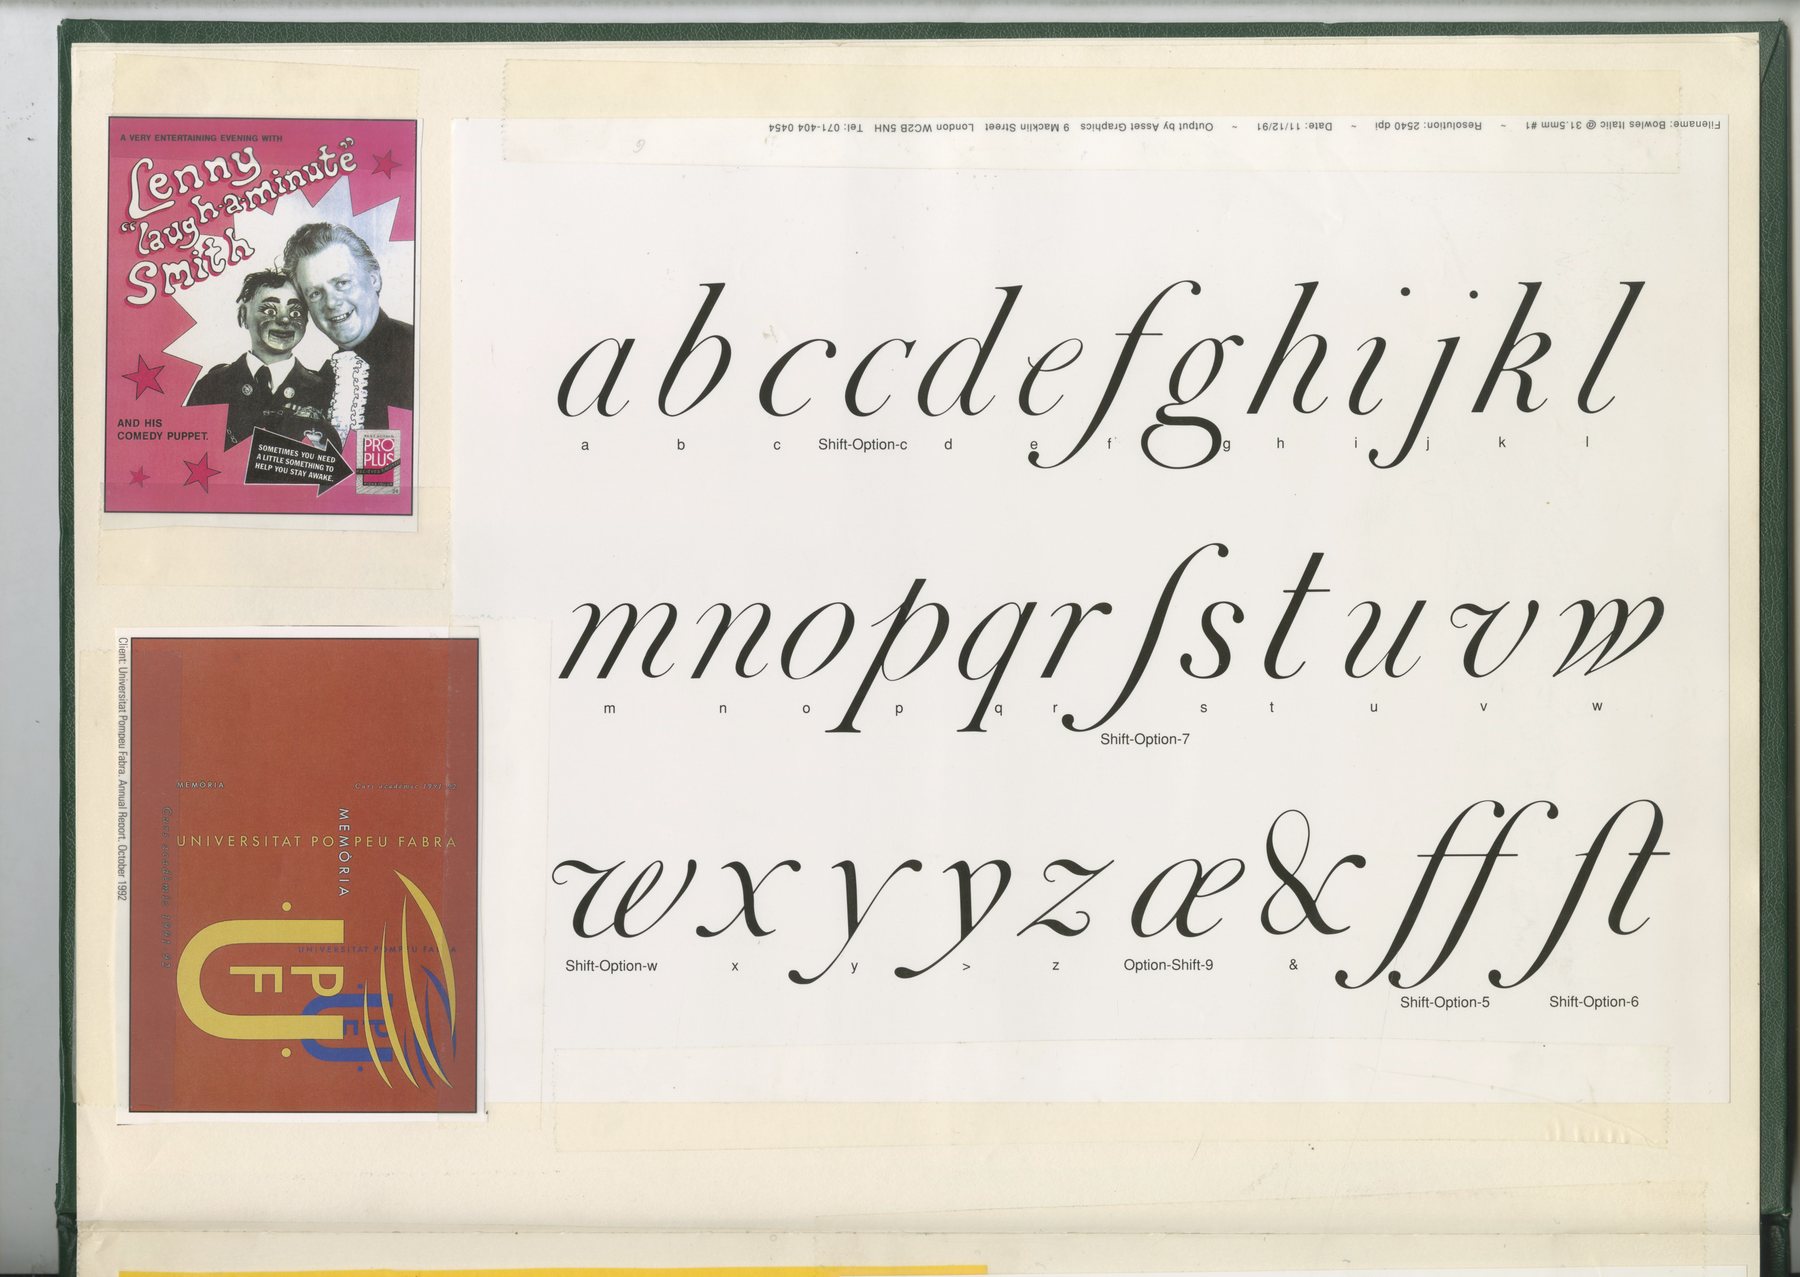 A VERY ENTERTAINING EVENING WITH
Lenny
"laugh-a-minute"
Smith
AND HIS
COMEDY PUPPET.
SOMETIMES YOU NEED
A LITTLE SOMETHING TO
HELP YOU STAY AWAKE.
PRO
PLUS
Client: Universitat Pompeu Fabra. Annual Report. October 1992
MEMÒRIA
Curs acadèmic 1991-92
MEMÒRIA
UNIVERSITAT POMPEU FABRA
Curs acadèmic 1991-92
UNIVERSITAT POMPEU FABRA
U P F
U P F
Filename: Bowles Italic @ 31.5mm #1 ~ Resolution: 2540 dpi ~ Date: 11/12/91 ~ Output by Asset Graphics 9 Macklin Street London WC2B 5NH Tel: 071-404 0454
a b c c d e f g h i j k l
a b c Shift-Option-c d e f g h i j k l
m n o p q r ſ s t u v w
m n o p q r s t u v w
Shift-Option-7
w x y y z æ & ff ſt
Shift-Option-w x y > z Option-Shift-9 &
Shift-Option-5 Shift-Option-6